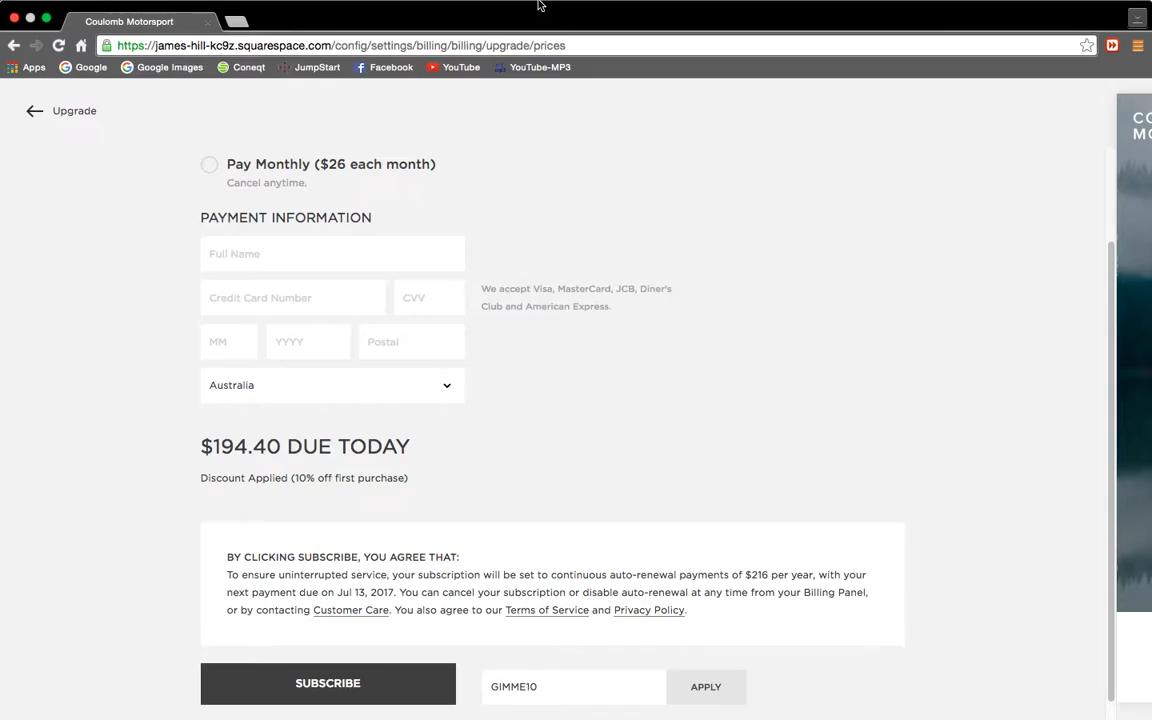 Coulomb Motorsport
https://james-hill-kc9z.squarespace.com/config/settings/billing/billing/upgrade/prices
Apps Google Google Images Coneqt JumpStart Facebook YouTube YouTube-MP3
Upgrade
CO
MO
Pay Monthly ($26 each month)
Cancel anytime.
PAYMENT INFORMATION
Full Name
Credit Card Number CVV
We accept Visa, MasterCard, JCB, Diner's
Club and American Express.
MM YYYY Postal
Australia
$194.40 DUE TODAY
Discount Applied (10% off first purchase)
BY CLICKING SUBSCRIBE, YOU AGREE THAT:
To ensure uninterrupted service, your subscription will be set to continuous auto-renewal payments of $216 per year, with your
next payment due on Jul 13, 2017. You can cancel your subscription or disable auto-renewal at any time from your Billing Panel,
or by contacting Customer Care. You also agree to our Terms of Service and Privacy Policy.
SUBSCRIBE GIMME10 APPLY